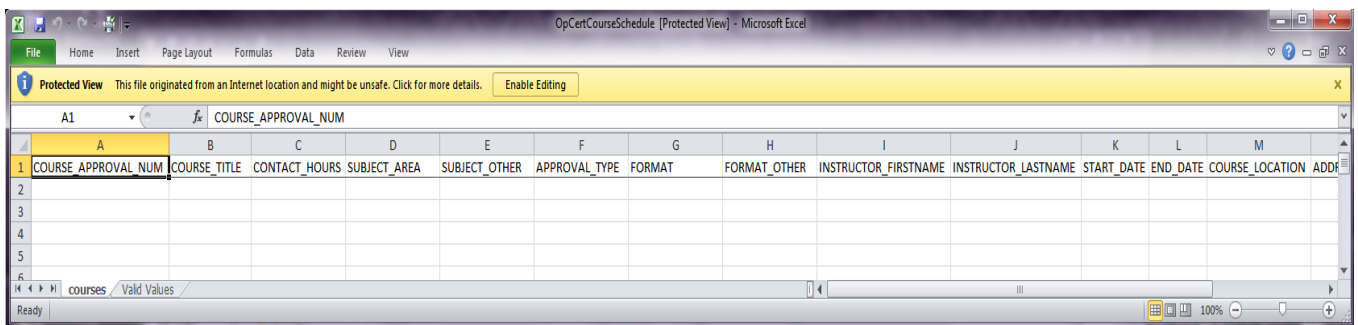 OpCertCourseSchedule [Protected View] - Microsoft Excel
File Home Insert Page Layout Formulas Data Review View
Protected View This file originated from an Internet location and might be unsafe. Click for more details. Enable Editing
A1 fx COURSE_APPROVAL_NUM
A B C D E F G H I J K L M
1 COURSE_APPROVAL_NUM COURSE_TITLE CONTACT_HOURS SUBJECT_AREA SUBJECT_OTHER APPROVAL_TYPE FORMAT FORMAT_OTHER INSTRUCTOR_FIRSTNAME INSTRUCTOR_LASTNAME START_DATE END_DATE COURSE_LOCATION
2
3
4
5
6
courses Valid Values
Ready 100%